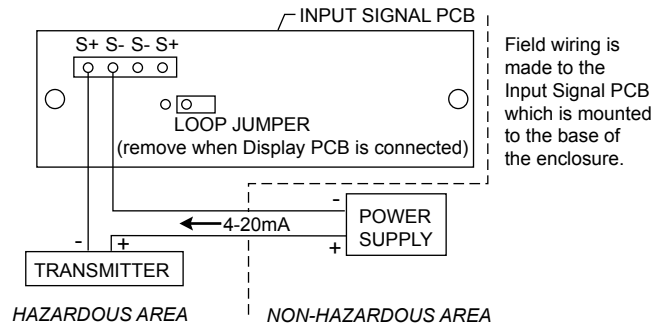 INPUT SIGNAL PCB
S+ S- S- S+
LOOP JUMPER
(remove when Display PCB is connected)
Field wiring is
made to the
Input Signal PCB
which is mounted
to the base of
the enclosure.
-
4-20mA
+
POWER
SUPPLY
- +
TRANSMITTER
HAZARDOUS AREA
NON-HAZARDOUS AREA